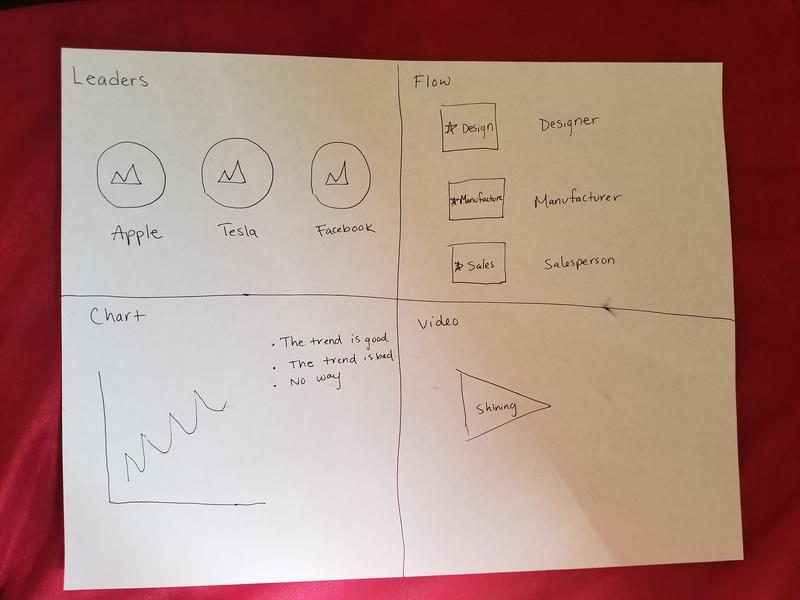 Leaders
Apple
Tesla
Facebook
Flow
Design
Designer
Manufacture
Manufacturer
Sales
Salesperson
Chart
• The trend is good
• The trend is bad
• No way
Video
Shining